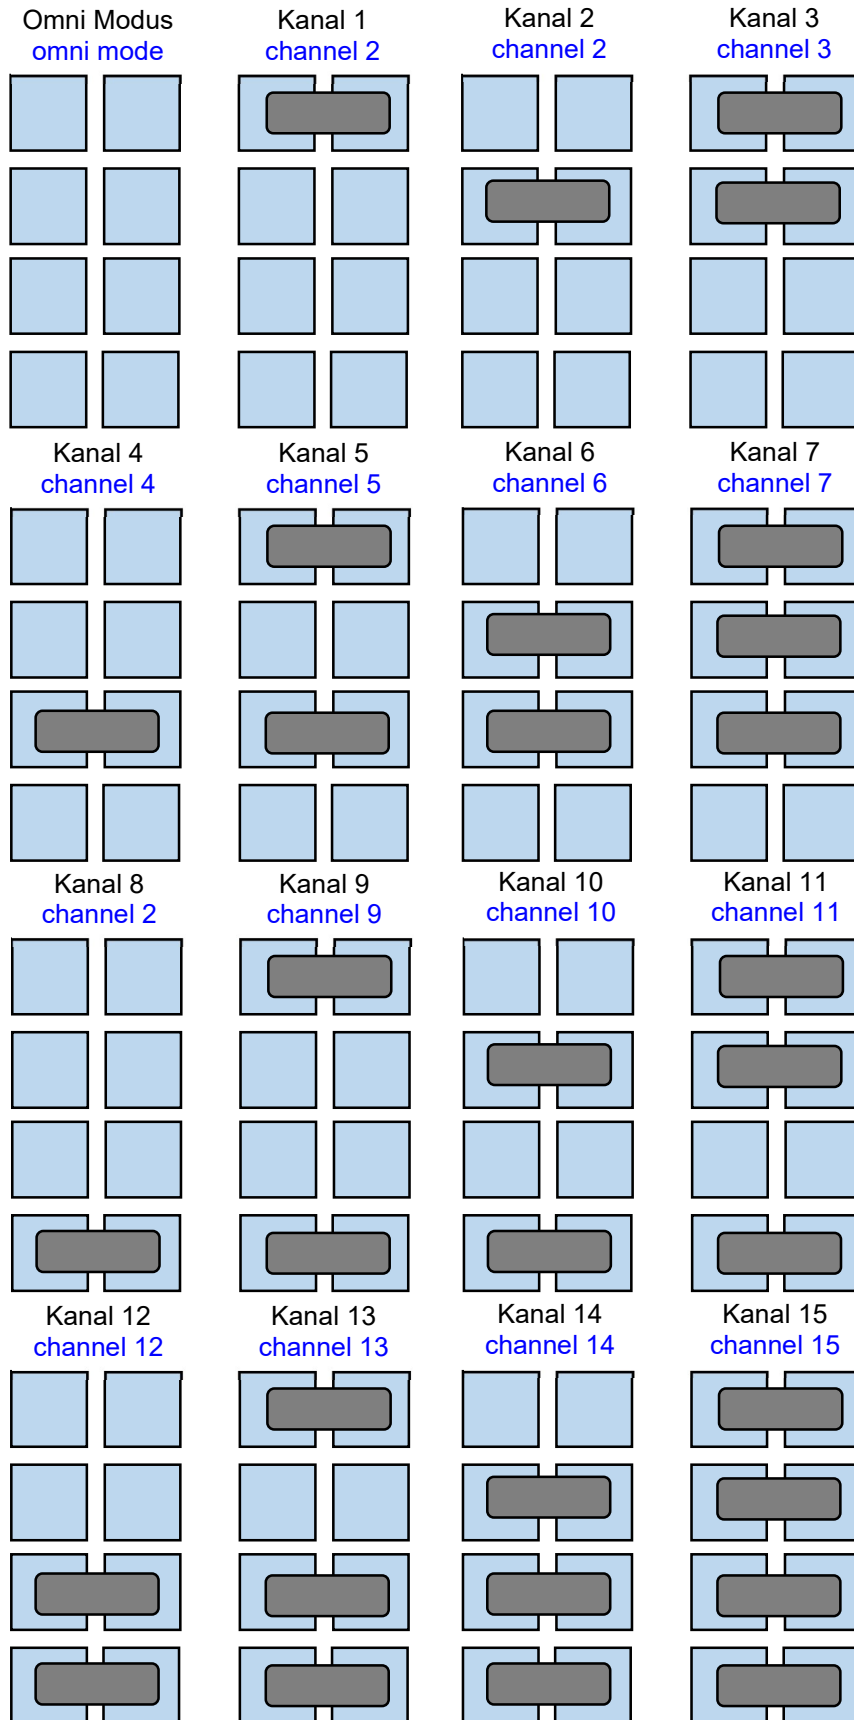 Omni Modus
omni mode
Kanal 1
channel 2
Kanal 2
channel 2
Kanal 3
channel 3
Kanal 4
channel 4
Kanal 5
channel 5
Kanal 6
channel 6
Kanal 7
channel 7
Kanal 8
channel 2
Kanal 9
channel 9
Kanal 10
channel 10
Kanal 11
channel 11
Kanal 12
channel 12
Kanal 13
channel 13
Kanal 14
channel 14
Kanal 15
channel 15